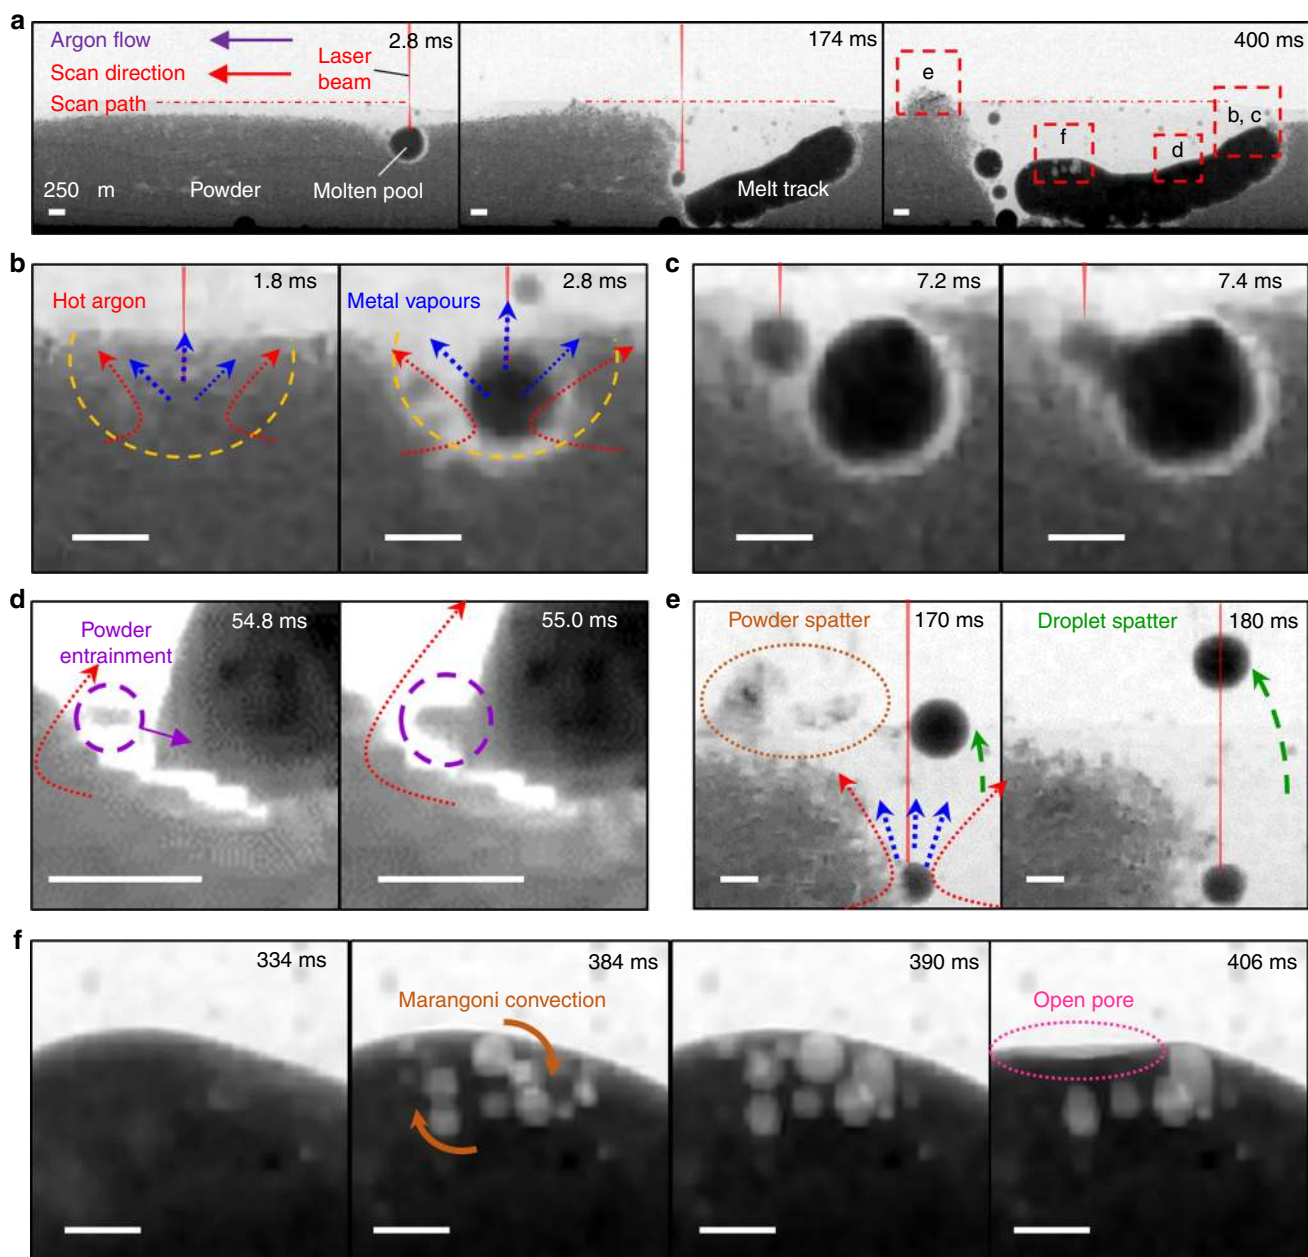 a
Argon flow
Scan direction
Scan path
2.8 ms
Laser
beam
174 ms
400 ms
e
b, c
f
d
250 m
Powder
Molten pool
Melt track
b
Hot argon
1.8 ms
Metal vapours
2.8 ms
c
7.2 ms
7.4 ms
d
Powder
entrainment
54.8 ms
55.0 ms
e
Powder spatter
170 ms
Droplet spatter
180 ms
f
334 ms
384 ms
Marangoni convection
390 ms
406 ms
Open pore